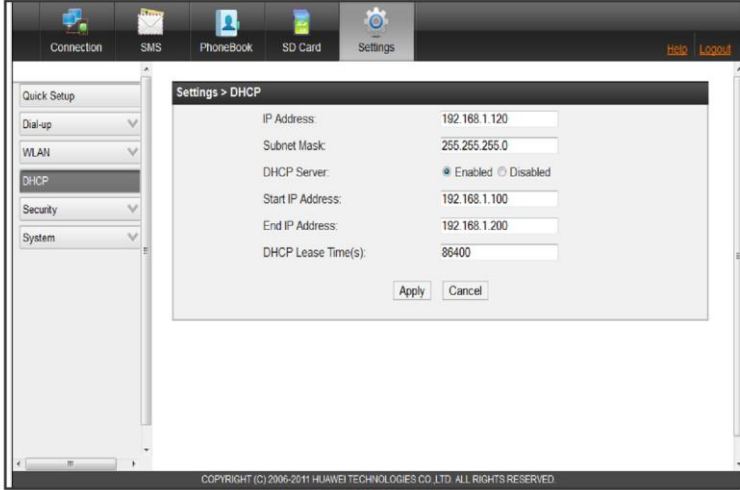 Connection SMS PhoneBook SD Card Settings Help Logout
Quick Setup
Dial-up
WLAN
DHCP
Security
System
Settings > DHCP
IP Address: 192.168.1.120
Subnet Mask: 255.255.255.0
DHCP Server: Enabled Disabled
Start IP Address: 192.168.1.100
End IP Address: 192.168.1.200
DHCP Lease Time(s): 86400
Apply Cancel
COPYRIGHT (C) 2006-2011 HUAWEI TECHNOLOGIES CO.,LTD. ALL RIGHTS RESERVED.